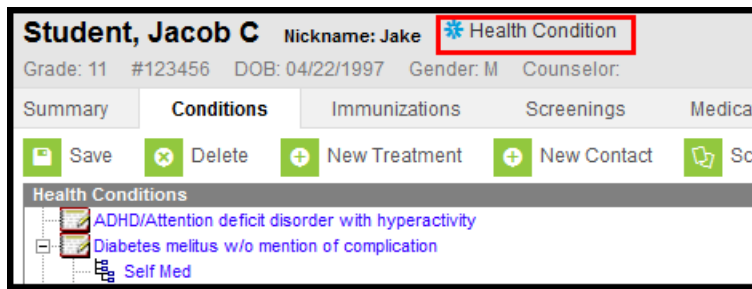 Student, Jacob C Nickname: Jake Health Condition
Grade: 11 #123456 DOB: 04/22/1997 Gender: M Counselor:
Summary Conditions Immunizations Screenings Medica
Save Delete New Treatment New Contact Sc
Health Conditions
ADHD/Attention deficit disorder with hyperactivity
Diabetes melitus w/o mention of complication
Self Med